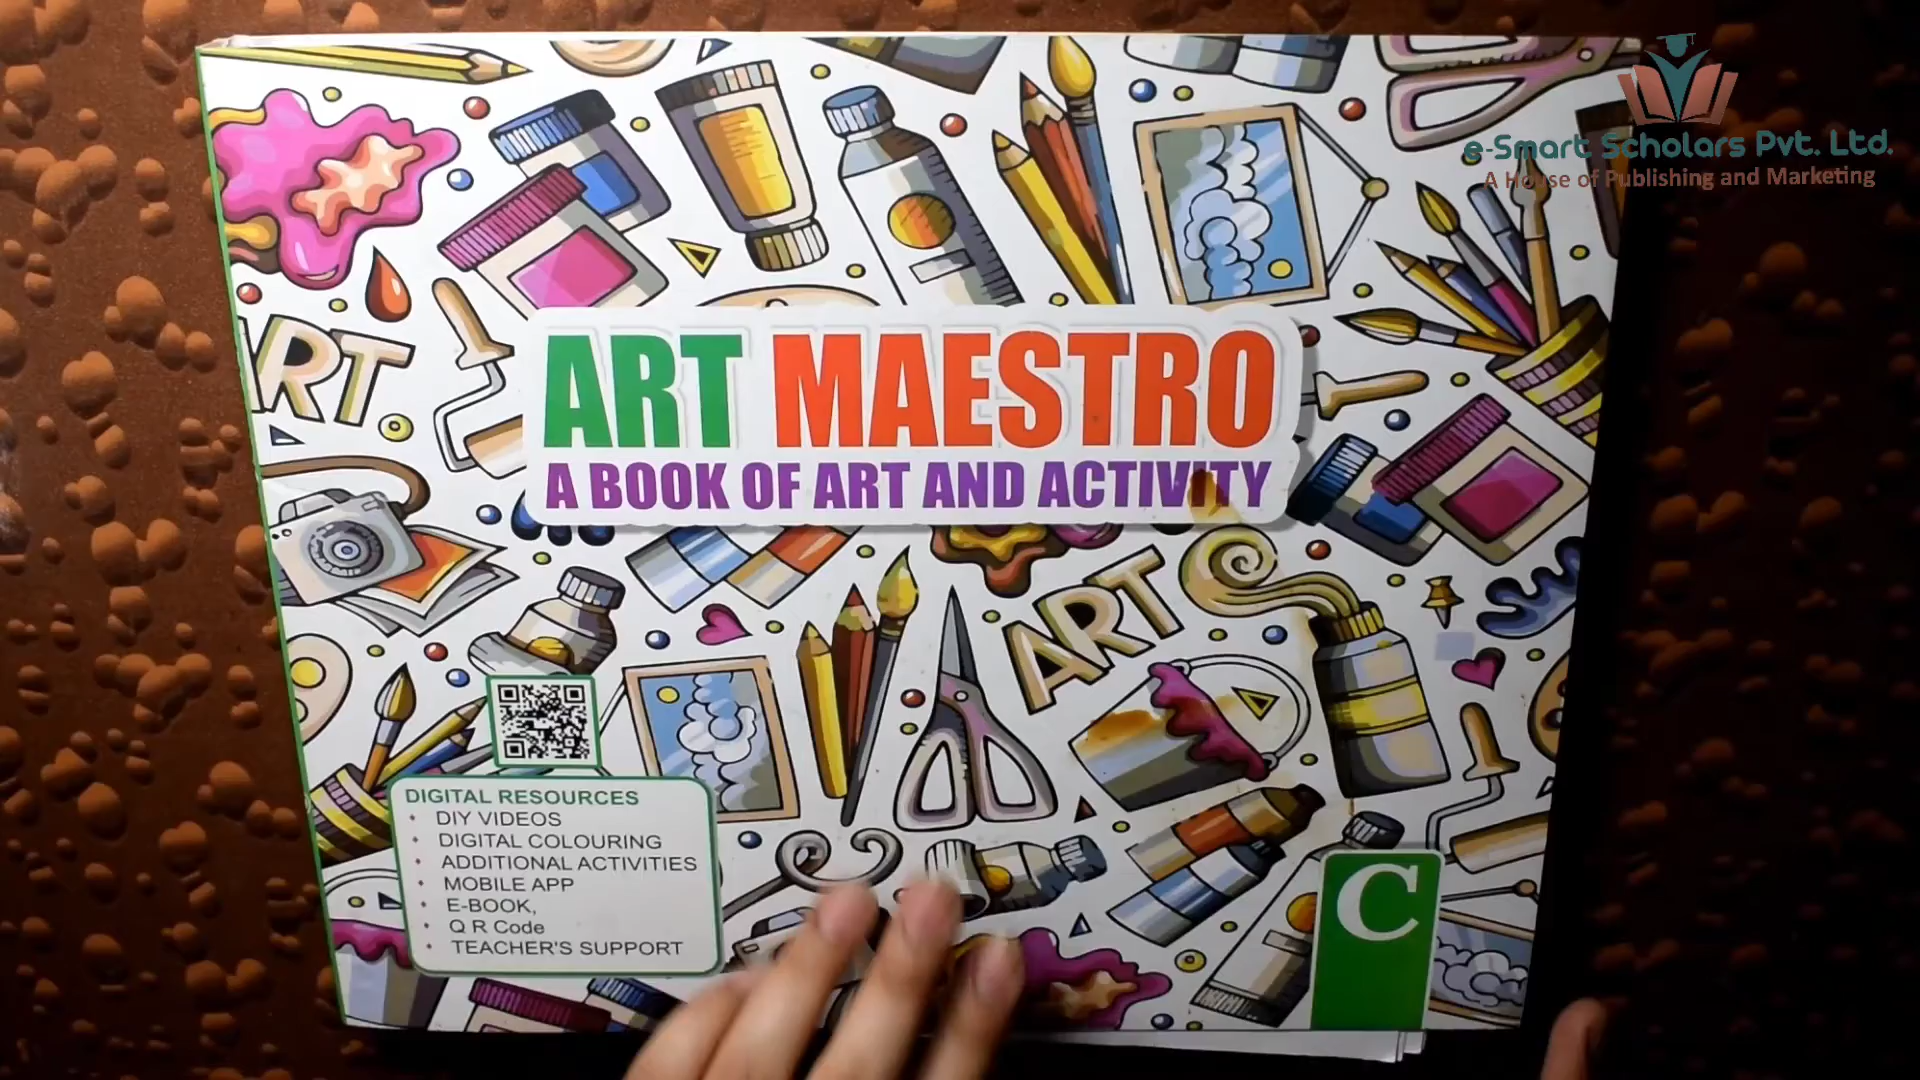 e-Smart Scholars Pvt. Ltd.
A House of Publishing and Marketing
ART
ART MAESTRO
A BOOK OF ART AND ACTIVITY
ART
DIGITAL RESOURCES
• DIY VIDEOS
• DIGITAL COLOURING
• ADDITIONAL ACTIVITIES
• MOBILE APP
• E-BOOK,
• Q R Code
• TEACHER'S SUPPORT
C